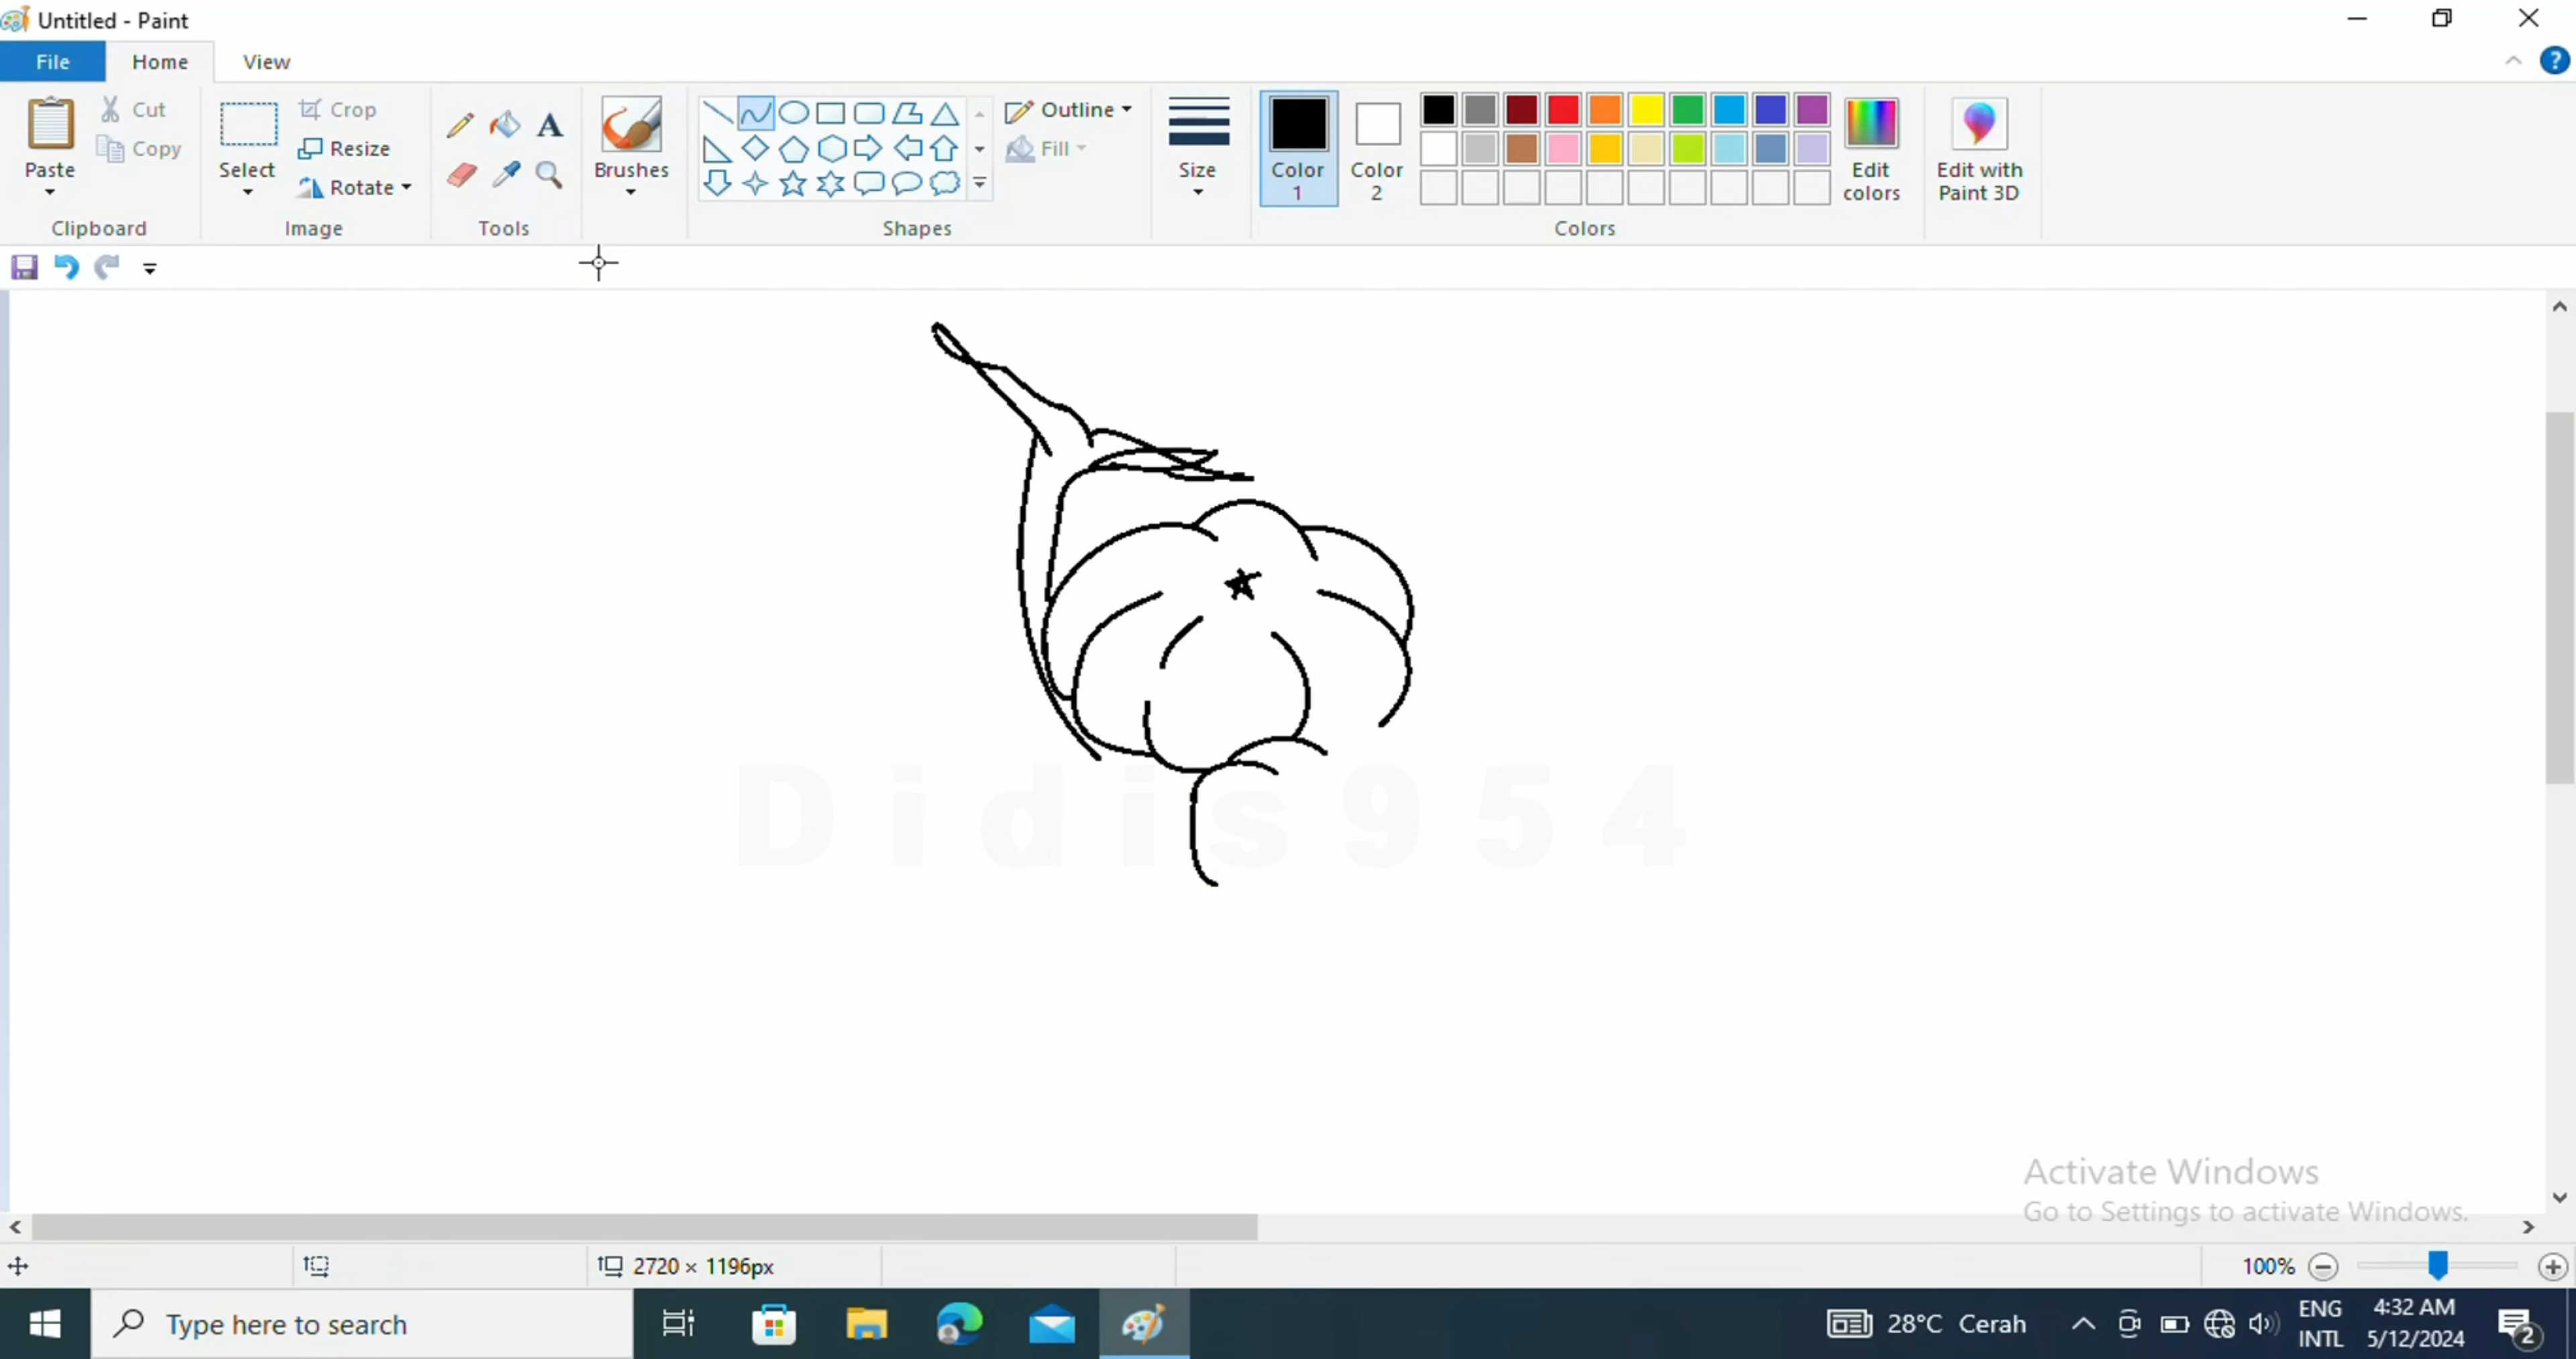 Untitled - Paint
File Home View
Paste
Cut
Copy
Clipboard
Select
Crop
Resize
Rotate
Image
A
Tools
Brushes
Shapes
Outline
Fill
Size
Color
1
Color
2
Colors
Edit
colors
Edit with
Paint 3D
?
Didis954
Activate Windows
Go to Settings to activate Windows.
2720 × 1196px
100%
Type here to search
28°C Cerah
ENG
INTL
4:32 AM
5/12/2024
2